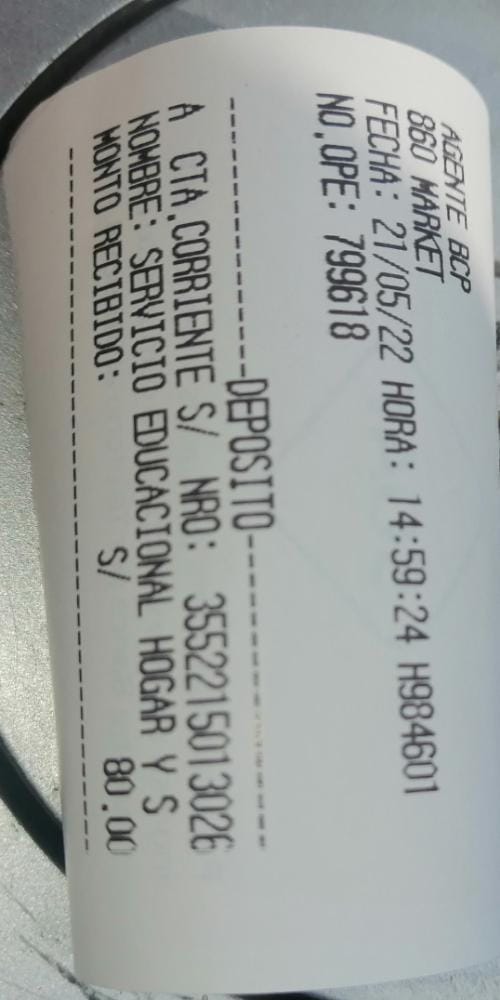 AGENTE BCP
860 MARKET
FECHA: 21/05/22 HORA: 14:59:24 H984601
NO.OPE: 799618
-----------------DEPOSITO-----------------
A CTA.CORRIENTE S/ NRO: 3552215013026
NOMBRE: SERVICIO EDUCACIONAL HOGAR Y S
MONTO RECIBIDO: S/ 80.00
------------------------------------------